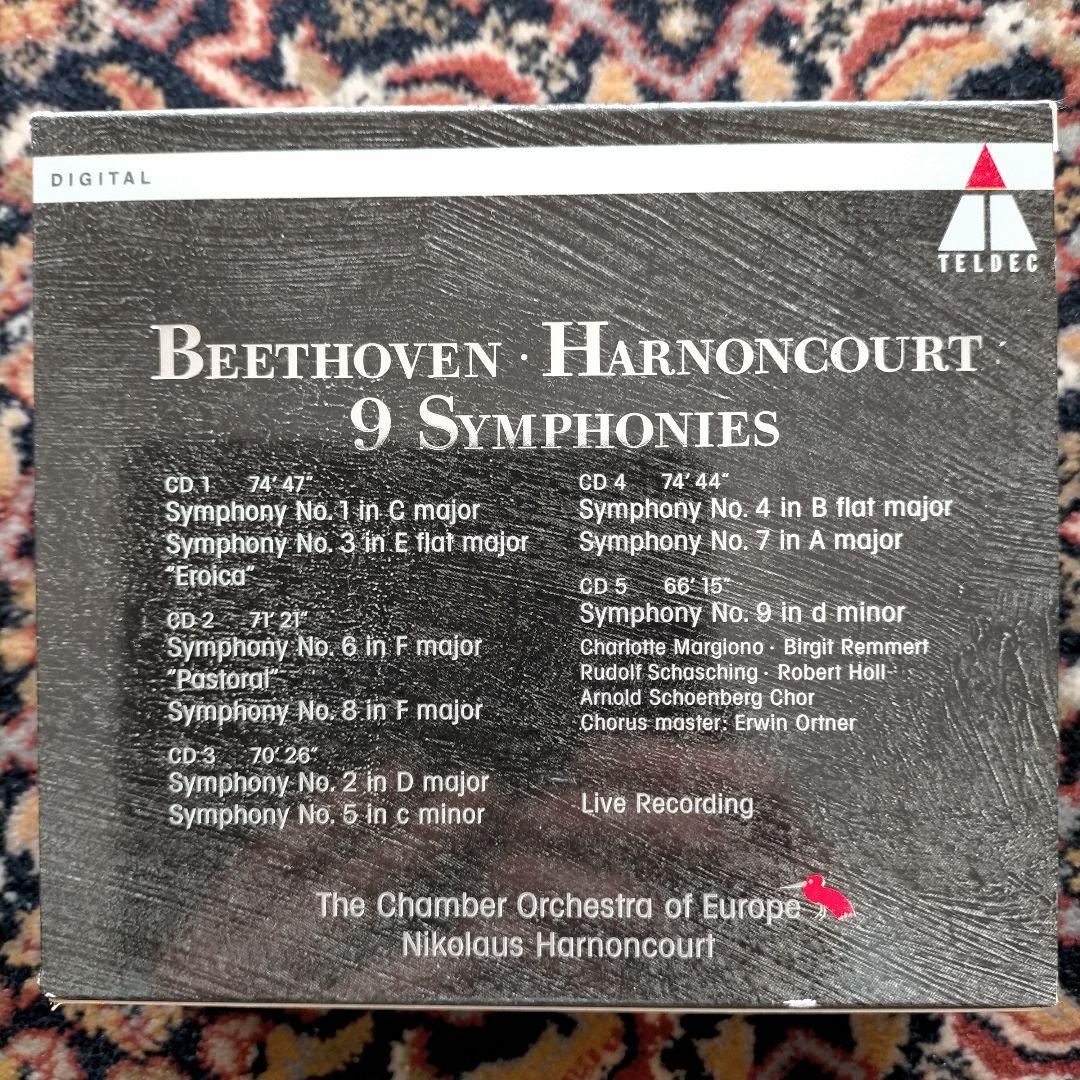 DIGITAL
TELDEC
BEETHOVEN · HARNONCOURT
9 SYMPHONIES
CD 1 74' 47"
Symphony No. 1 in C major
Symphony No. 3 in E flat major
"Eroica"
CD 2 71' 21"
Symphony No. 6 in F major
"Pastoral"
Symphony No. 8 in F major
CD 3 70' 26"
Symphony No. 2 in D major
Symphony No. 5 in c minor
CD 4 74' 44"
Symphony No. 4 in B flat major
Symphony No. 7 in A major
CD 5 66' 15"
Symphony No. 9 in d minor
Charlotte Margiono · Birgit Remmert
Rudolf Schasching · Robert Holl
Arnold Schoenberg Chor
Chorus master: Erwin Ortner
Live Recording
The Chamber Orchestra of Europe
Nikolaus Harnoncourt